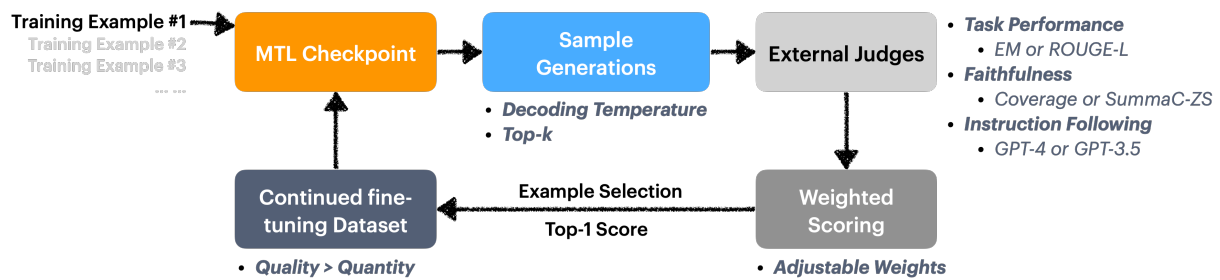 Training Example #1
Training Example #2
Training Example #3
... ...
MTL Checkpoint
Sample
Generations
• Decoding Temperature
• Top-k
External Judges
• Task Performance
• EM or ROUGE-L
• Faithfulness
• Coverage or SummaC-ZS
• Instruction Following
• GPT-4 or GPT-3.5
Weighted
Scoring
• Adjustable Weights
Example Selection
Top-1 Score
Continued fine-
tuning Dataset
• Quality > Quantity